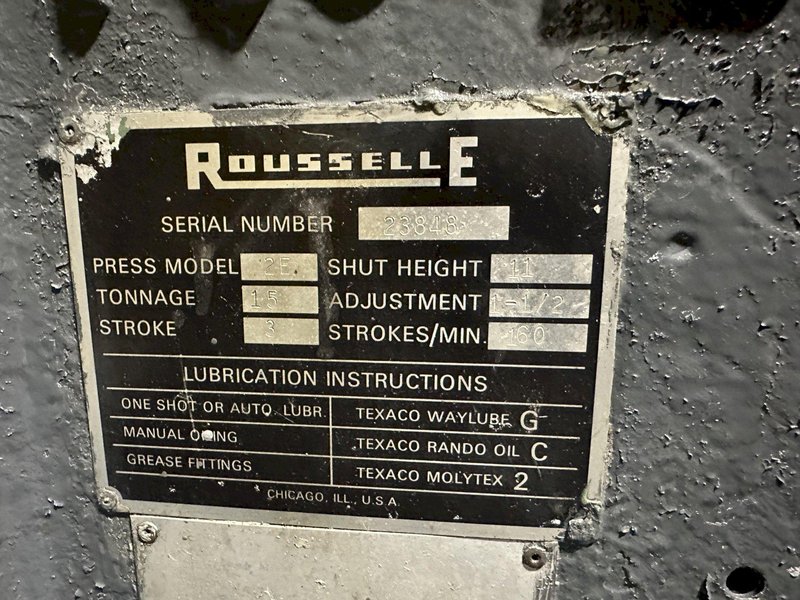 ROUSSELLE
SERIAL NUMBER 23848
PRESS MODEL 2E SHUT HEIGHT 11
TONNAGE 15 ADJUSTMENT 1-1/2
STROKE 3 STROKES/MIN. 160
LUBRICATION INSTRUCTIONS
ONE SHOT OR AUTO. LUBR. TEXACO WAYLUBE G
MANUAL OILING TEXACO RANDO OIL C
GREASE FITTINGS TEXACO MOLYTEX 2
CHICAGO, ILL., U.S.A.